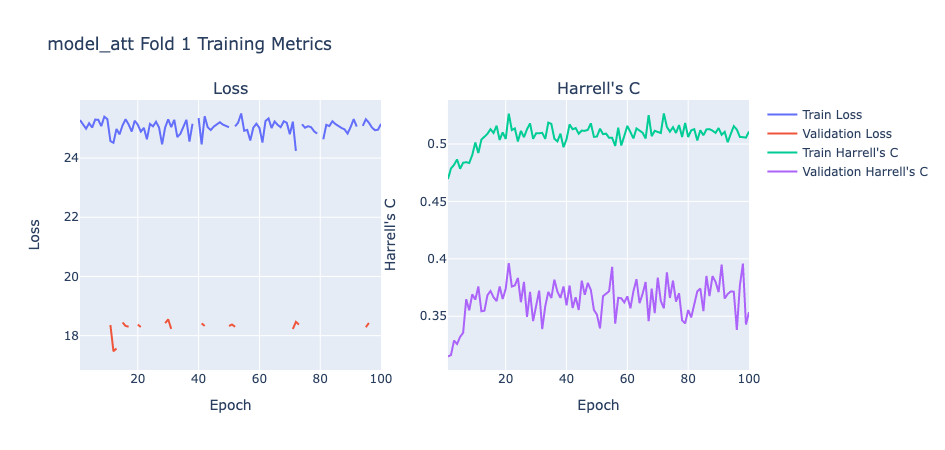 model_att Fold 1 Training Metrics
Loss
Harrell's C
Train Loss
Validation Loss
Train Harrell's C
Validation Harrell's C
Loss
24
22
20
18
20
40
60
80
100
Epoch
Harrell's C
0.5
0.45
0.4
0.35
20
40
60
80
100
Epoch